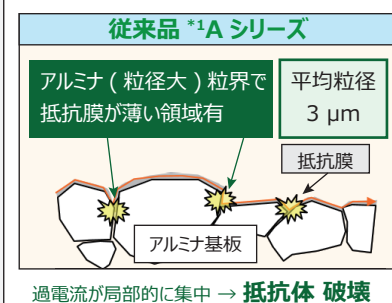 従来品 *1A シリーズ
アルミナ ( 粒径大 ) 粒界で
抵抗膜が薄い領域有
平均粒径
3 µm
抵抗膜
アルミナ基板
過電流が局部的に集中 → 抵抗体 破壊